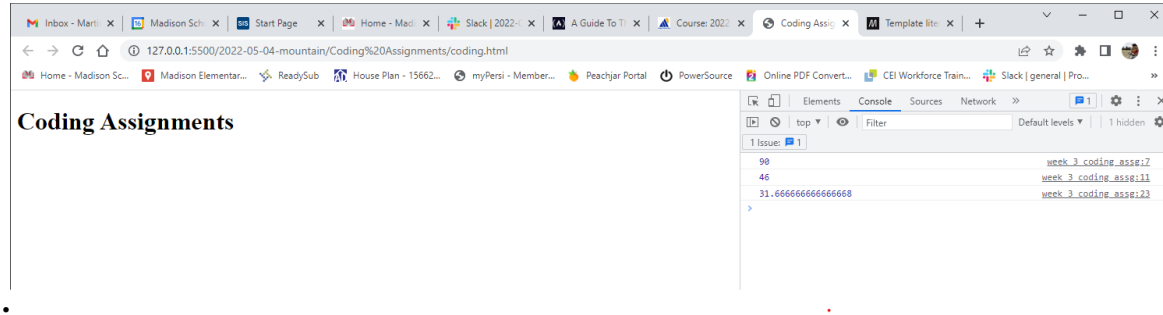 Inbox - Marti
Madison Scho
SIS Start Page
Home - Madi
Slack | 2022-
A Guide To T
Course: 2022
Coding Assig
Template lite
127.0.0.1:5500/2022-05-04-mountain/Coding%20Assignments/coding.html
Home - Madison Sc...
Madison Elementar...
ReadySub
House Plan - 15662...
myPersi - Member...
Peachjar Portal
PowerSource
Online PDF Convert...
CEI Workforce Train...
Slack | general | Pro...
»
Coding Assignments
Elements Console Sources Network » 1
top Filter Default levels 1 hidden
1 Issue: 1
90 week 3 coding assg:7
46 week 3 coding assg:11
31.666666666666668 week 3 coding assg:23
>